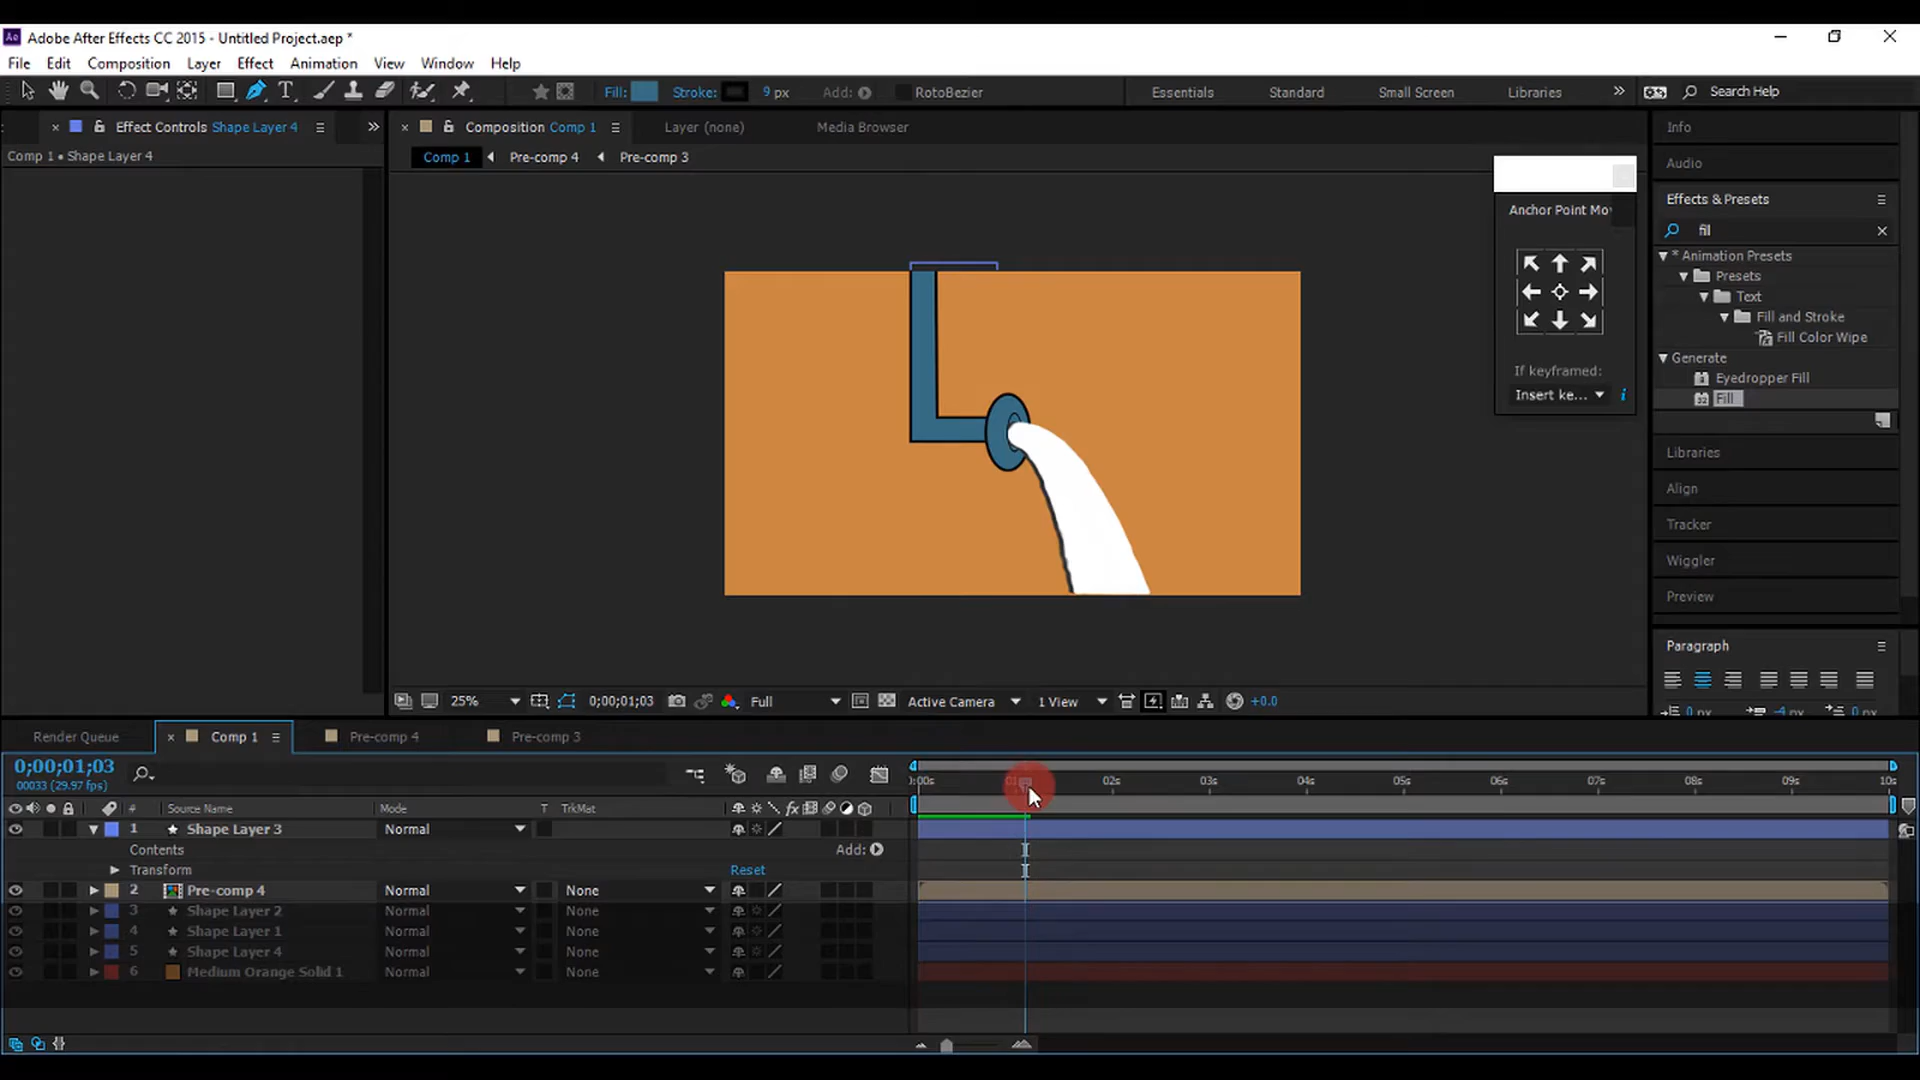 Adobe After Effects CC 2015 - Untitled Project.aep *
File Edit Composition Layer Effect Animation View Window Help
Fill: Stroke: 9 px Add: RotoBezier Essentials Standard Small Screen Libraries Search Help
Effect Controls Shape Layer 4
Composition Comp 1 Layer (none) Media Browser
Comp 1 • Shape Layer 4
Comp 1 Pre-comp 4 Pre-comp 3
Info
Audio
Effects & Presets
fill
* Animation Presets
Presets
Text
Fill and Stroke
Fill Color Wipe
Generate
Eyedropper Fill
Fill
Anchor Point Mov
If keyframed:
Insert ke...
Libraries
Align
Tracker
Wiggler
Preview
Paragraph
0 px -4 px 0 px
25% 0;00;01;03 Full Active Camera 1 View +0.0
Render Queue Comp 1 Pre-comp 4 Pre-comp 3
0;00;01;03
00033 (29.97 fps)
:00s 01s 02s 03s 04s 05s 06s 07s 08s 09s 10s
# Source Name Mode T TrkMat
1 Shape Layer 3 Normal
Contents Add:
Transform Reset
2 Pre-comp 4 Normal None
3 Shape Layer 2 Normal None
4 Shape Layer 1 Normal None
5 Shape Layer 4 Normal None
6 Medium Orange Solid 1 Normal None